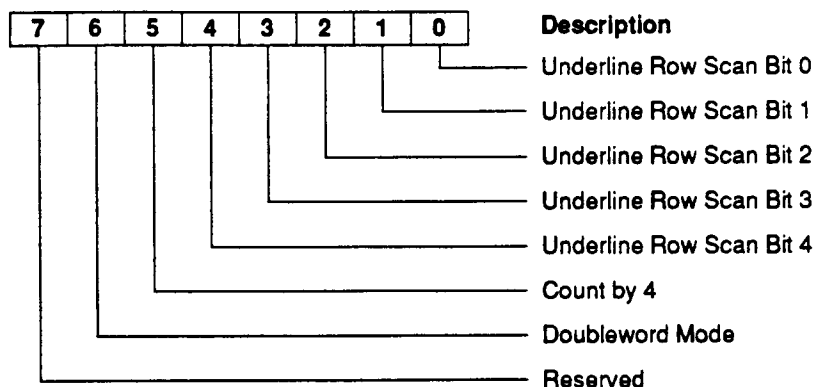 7 6 5 4 3 2 1 0 Description
Underline Row Scan Bit 0
Underline Row Scan Bit 1
Underline Row Scan Bit 2
Underline Row Scan Bit 3
Underline Row Scan Bit 4
Count by 4
Doubleword Mode
Reserved